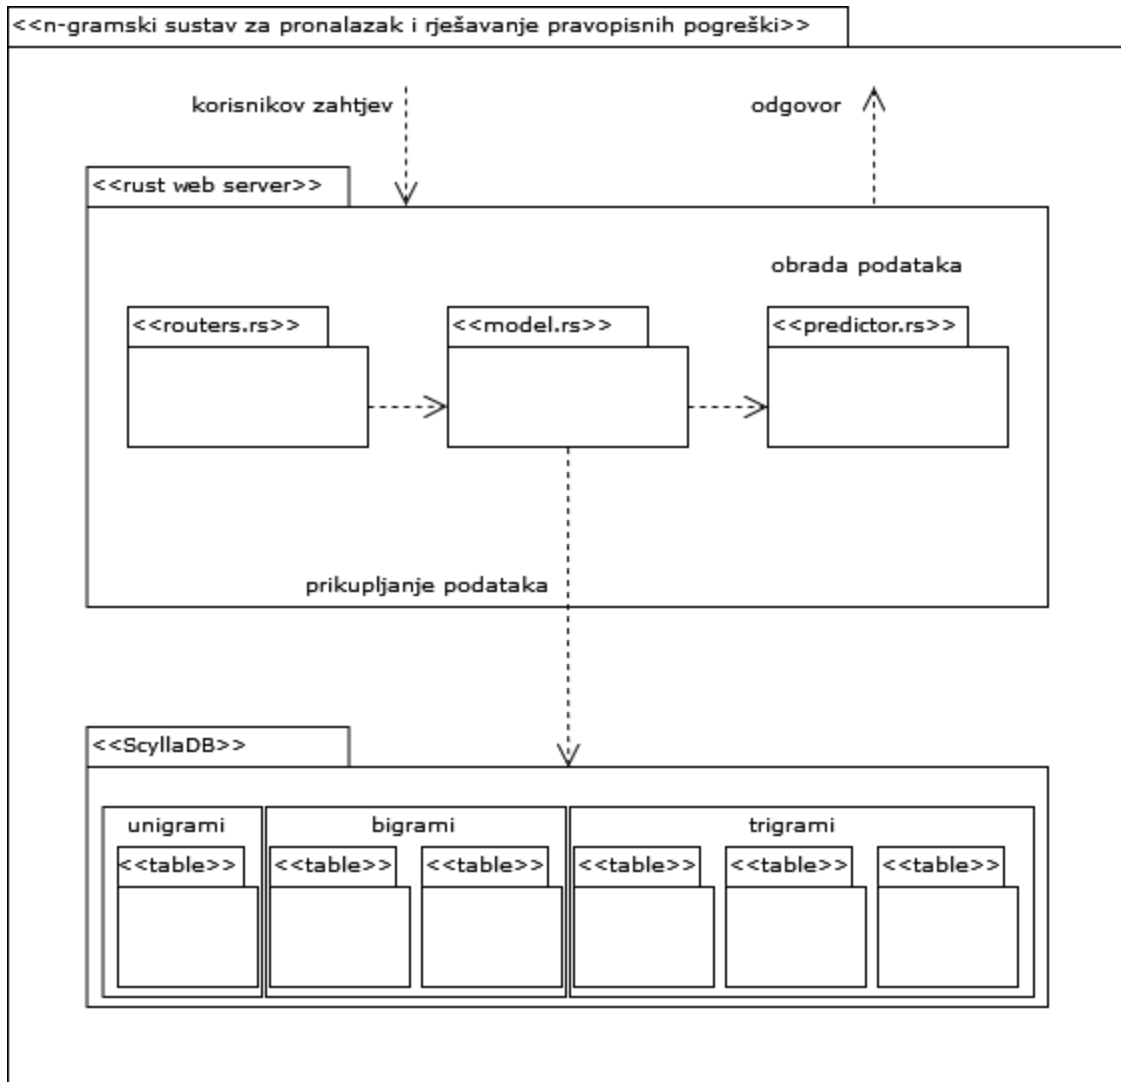 <<n-gramski sustav za pronalazak i rješavanje pravopisnih pogreški>>
korisnikov zahtjev
odgovor
<<rust web server>>
obrada podataka
<<routers.rs>>
<<model.rs>>
<<predictor.rs>>
prikupljanje podataka
<<ScyllaDB>>
unigrami
bigrami
trigrami
<<table>>
<<table>>
<<table>>
<<table>>
<<table>>
<<table>>